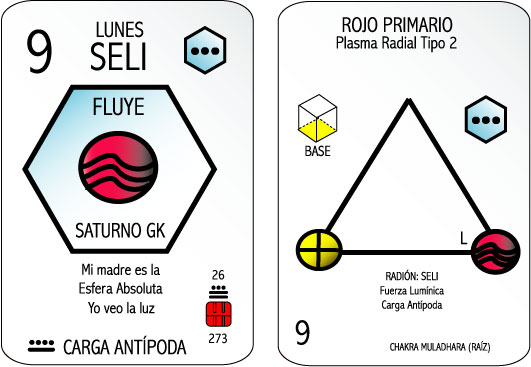 9
LUNES
SELI
FLUYE
SATURNO GK
Mi madre es la
Esfera Absoluta
Yo veo la luz
26
273
CARGA ANTÍPODA
ROJO PRIMARIO
Plasma Radial Tipo 2
BASE
L
RADIÓN: SELI
Fuerza Lumínica
Carga Antípoda
9
CHAKRA MULADHARA (RAÍZ)